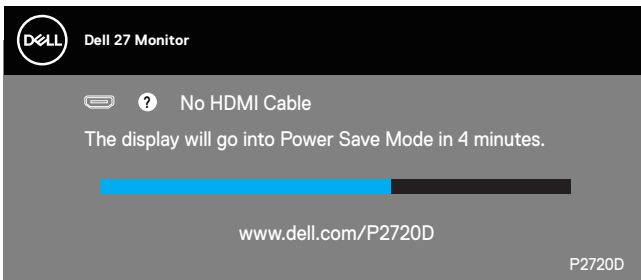 DELL
Dell 27 Monitor
? No HDMI Cable
The display will go into Power Save Mode in 4 minutes.
www.dell.com/P2720D
P2720D